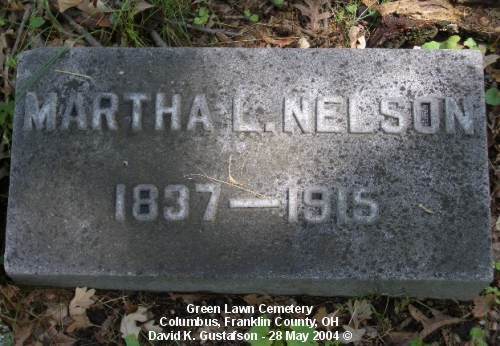 MARTHA L. NELSON
1837 — 1915
Green Lawn Cemetery
Columbus, Franklin County, OH
David K. Gustafson - 28 May 2004 ©